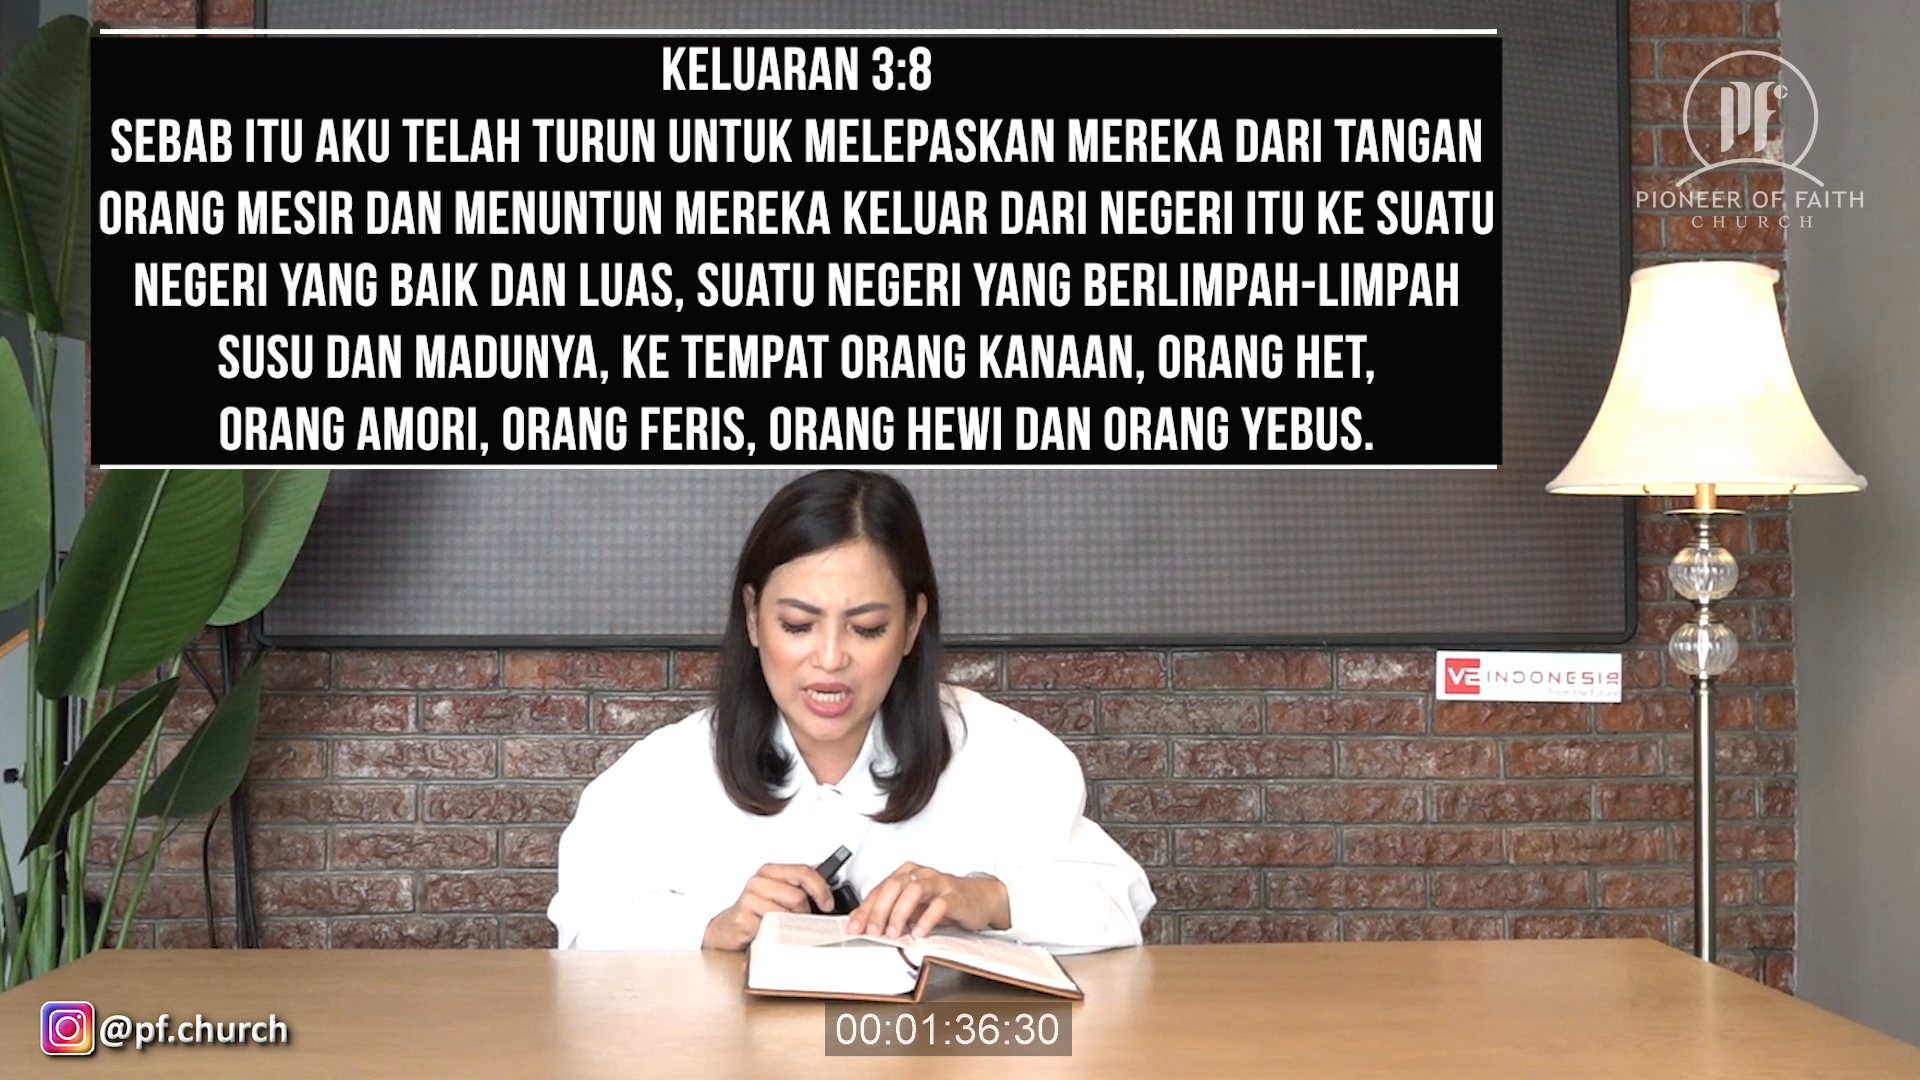 KELUARAN 3:8
SEBAB ITU AKU TELAH TURUN UNTUK MELEPASKAN MEREKA DARI TANGAN
ORANG MESIR DAN MENUNTUN MEREKA KELUAR DARI NEGERI ITU KE SUATU
NEGERI YANG BAIK DAN LUAS, SUATU NEGERI YANG BERLIMPAH-LIMPAH
SUSU DAN MADUNYA, KE TEMPAT ORANG KANAAN, ORANG HET,
ORANG AMORI, ORANG FERIS, ORANG HEWI DAN ORANG YEBUS.
PF
PIONEER OF FAITH
CHURCH
VE INDONESIA
from the Future
@pf.church
00:01:36:30